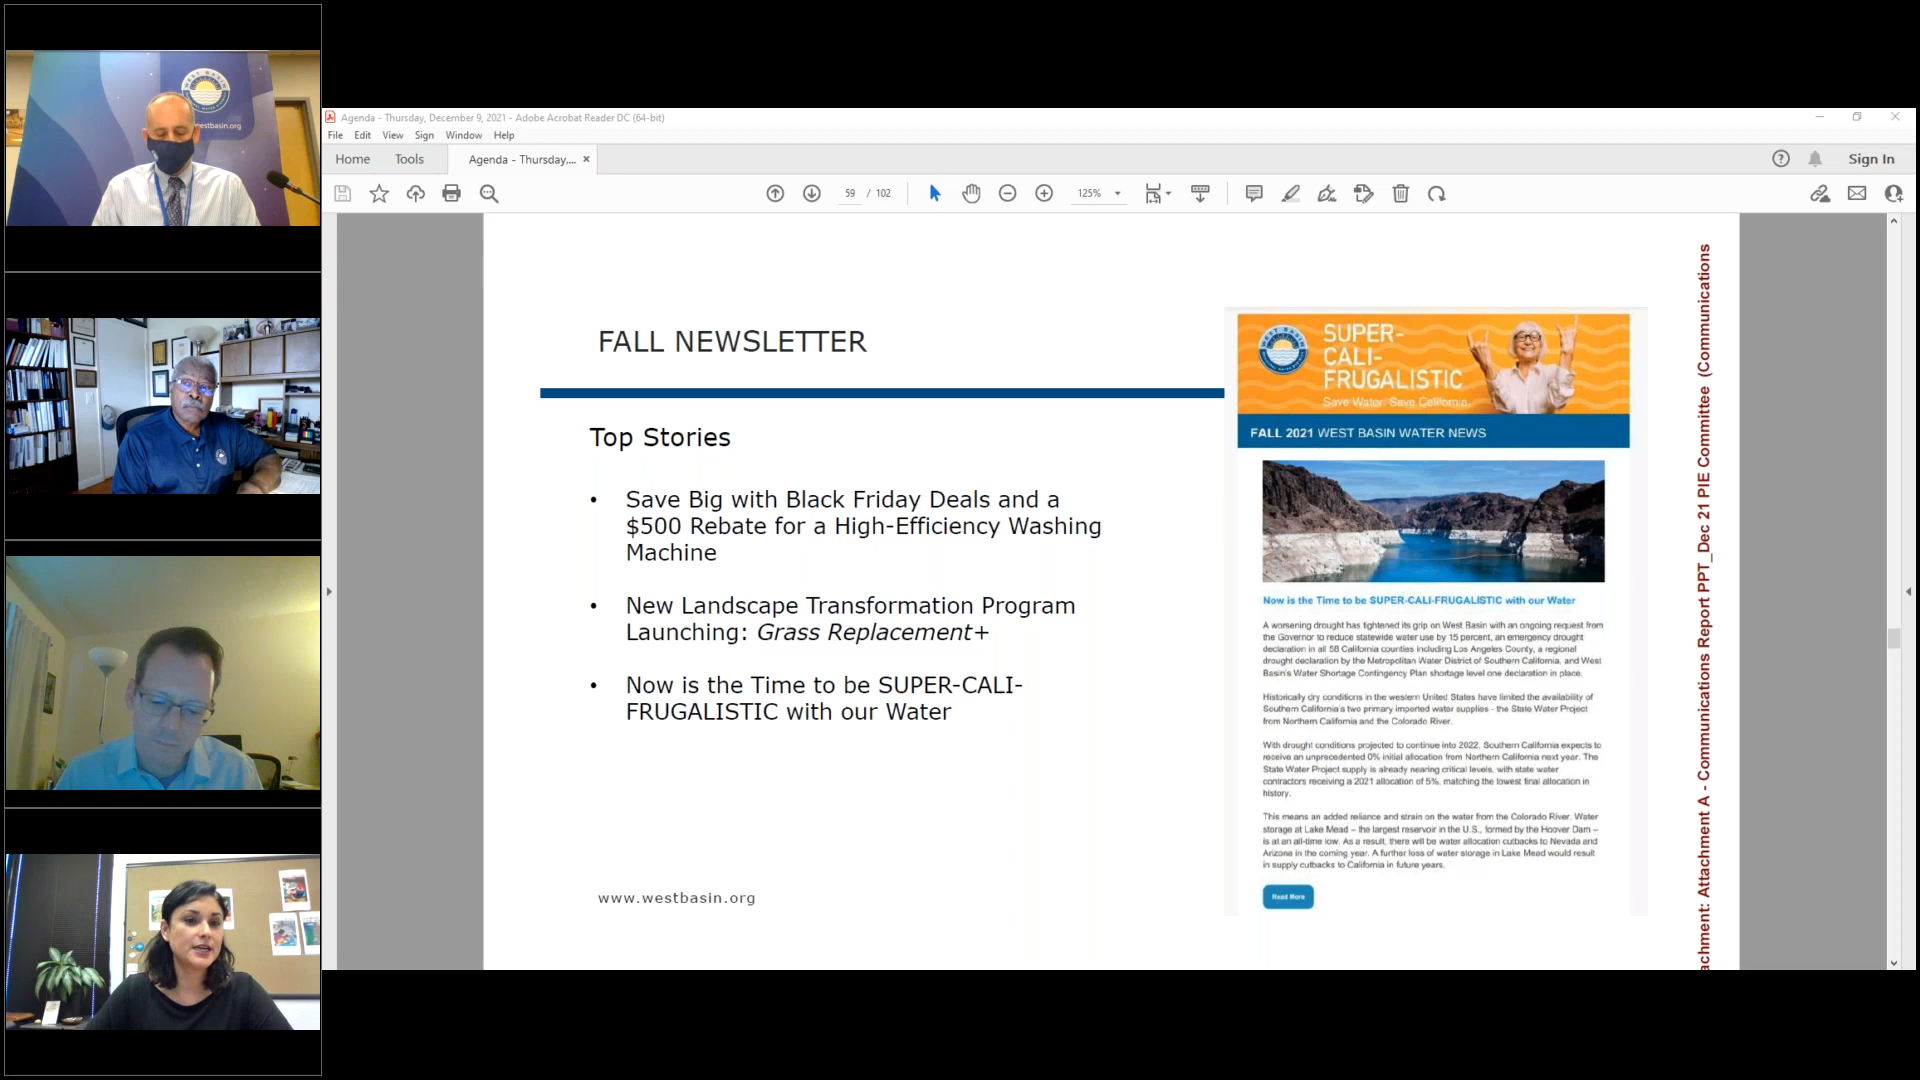 WEST BASIN
westbasin.org
Agenda - Thursday, December 9, 2021 - Adobe Acrobat Reader DC (64-bit)
File Edit View Sign Window Help
Home Tools Agenda - Thursday,... ×
Sign In
59 / 102
125%
FALL NEWSLETTER
Top Stories
• Save Big with Black Friday Deals and a
$500 Rebate for a High-Efficiency Washing
Machine
• New Landscape Transformation Program
Launching: Grass Replacement+
• Now is the Time to be SUPER-CALI-
FRUGALISTIC with our Water
www.westbasin.org
WEST BASIN
SUPER-
CALI-
FRUGALISTIC
Save Water. Save California.
FALL 2021 WEST BASIN WATER NEWS
Now is the Time to be SUPER-CALI-FRUGALISTIC with our Water
A worsening drought has tightened its grip on West Basin with an ongoing request from
the Governor to reduce statewide water use by 15 percent, an emergency drought
declaration in all 58 California counties including Los Angeles County, a regional
drought declaration by the Metropolitan Water District of Southern California, and West
Basin's Water Shortage Contingency Plan shortage level one declaration in place.
Historically dry conditions in the western United States have limited the availability of
Southern California's two primary imported water supplies - the State Water Project
from Northern California and the Colorado River.
With drought conditions projected to continue into 2022, Southern California expects to
receive an unprecedented 0% initial allocation from Northern California next year. The
State Water Project supply is already nearing critical levels, with state water
contractors receiving a 2021 allocation of 5%, matching the lowest final allocation in
history.
This means an added reliance and strain on the water from the Colorado River. Water
storage at Lake Mead – the largest reservoir in the U.S., formed by the Hoover Dam –
is at an all-time low. As a result, there will be water allocation cutbacks to Nevada and
Arizona in the coming year. A further loss of water storage in Lake Mead would result
in supply cutbacks to California in future years.
Read More
achment: Attachment A - Communications Report PPT_Dec 21 PIE Committee (Communications